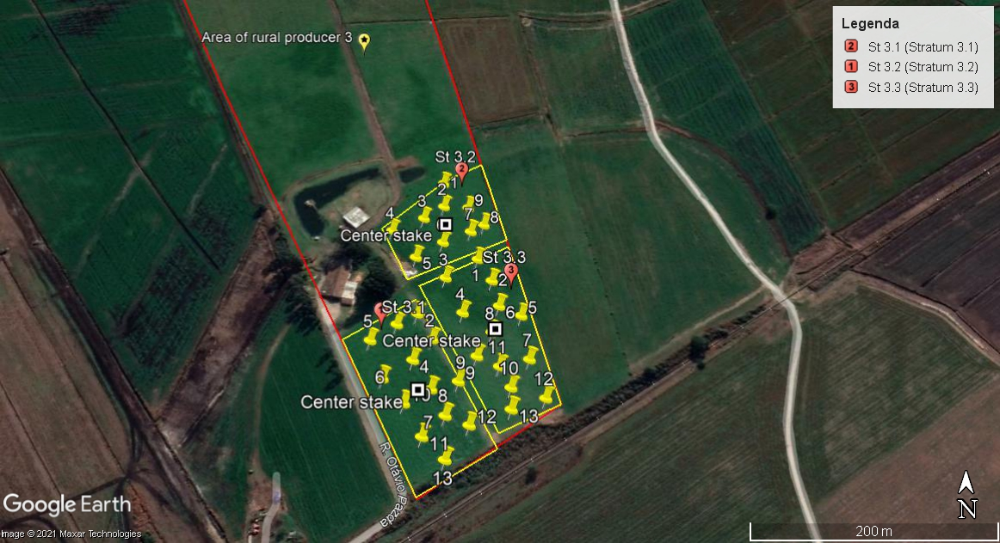 Area of rural producer 3
Legenda
2 St 3.1 (Stratum 3.1)
1 St 3.2 (Stratum 3.2)
3 St 3.3 (Stratum 3.3)
St 3.2
2
1
2
9
3
4
7
8
Center stake
5
3
St 3.3
3
1
2
4
St 3.1
8
6
5
5
2
Center stake
11
7
9
4
10
9
6
12
Center stake
10
8
7
12
13
11
13
R. Otávio Pazda
Google Earth
Image © 2021 Maxar Technologies
N
200 m